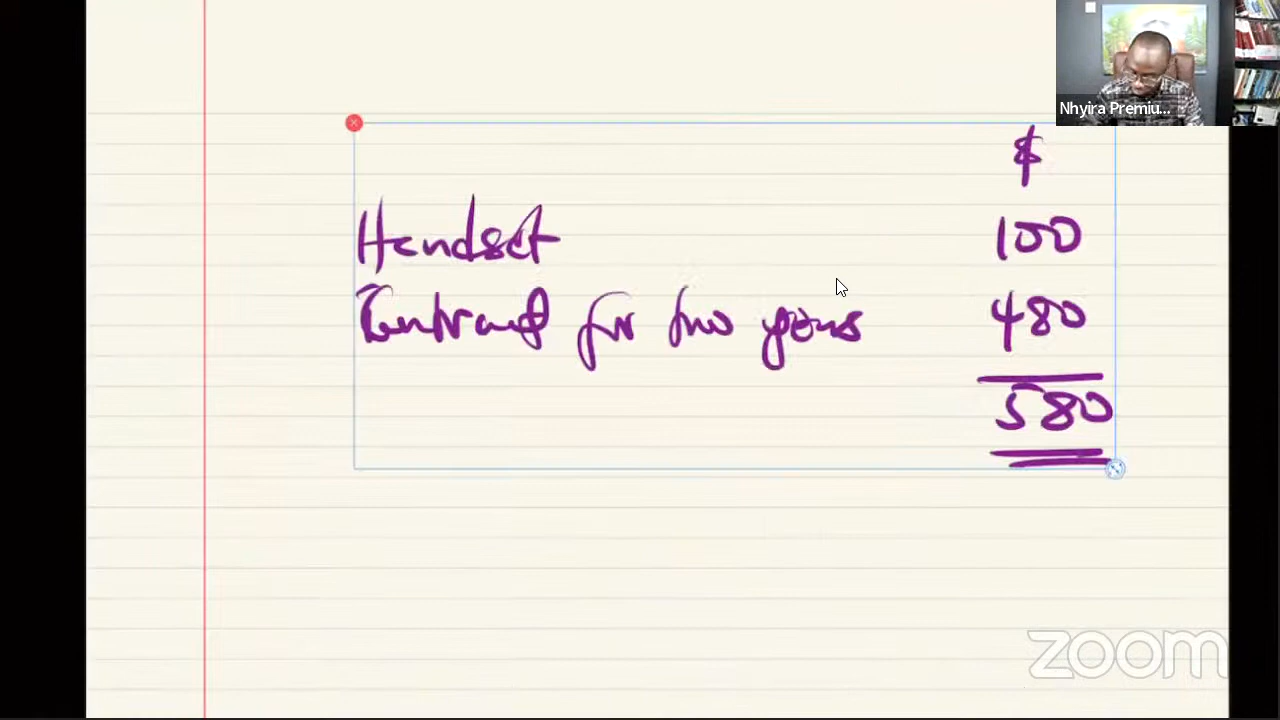 Nhyira Premiu...
$
Handset 100
Contract for two years 480
580
zoom